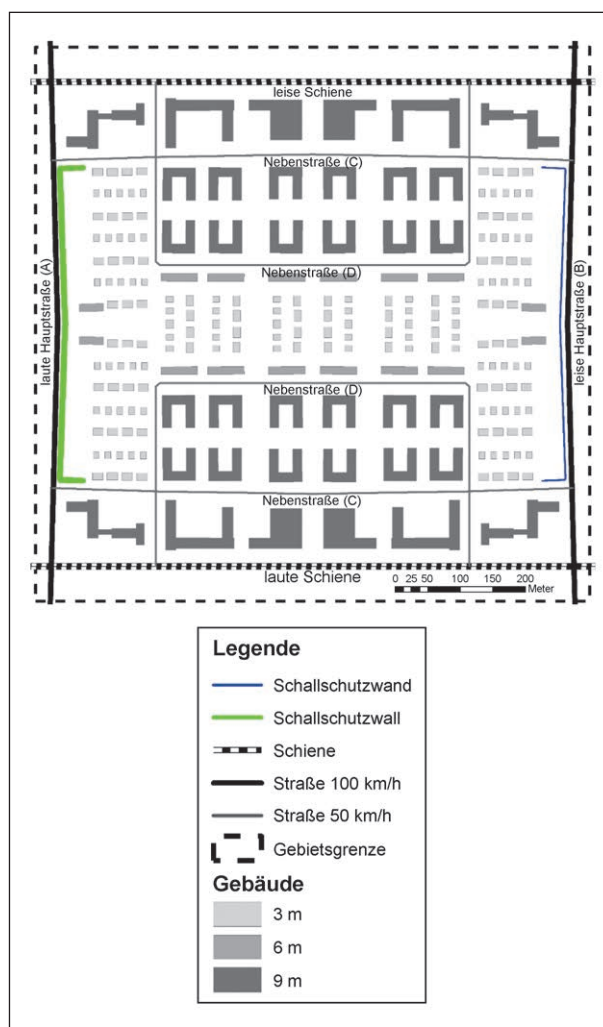 leise Schiene
Nebenstraße (C)
laute Hauptstraße (A)
Nebenstraße (D)
leise Hauptstraße (B)
Nebenstraße (D)
Nebenstraße (C)
laute Schiene
0 25 50 100 150 200
Meter
Legende
Schallschutzwand
Schallschutzwall
Schiene
Straße 100 km/h
Straße 50 km/h
Gebietsgrenze
Gebäude
3 m
6 m
9 m